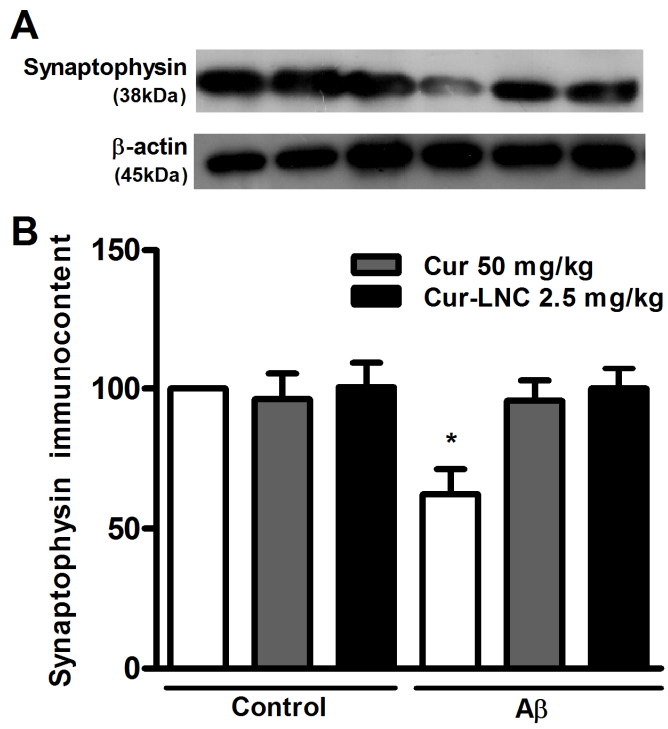 A
Synaptophysin
(38kDa)
β-actin
(45kDa)
B
Synaptophysin immunocontent
150
100
50
0
Cur 50 mg/kg
Cur-LNC 2.5 mg/kg
*
Control
Aβ